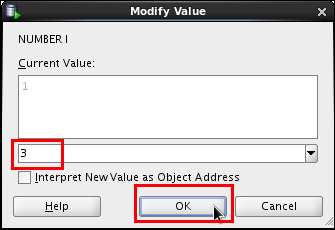 Modify Value
NUMBER I
Current Value:
1
3
Interpret New Value as Object Address
Help
OK
Cancel